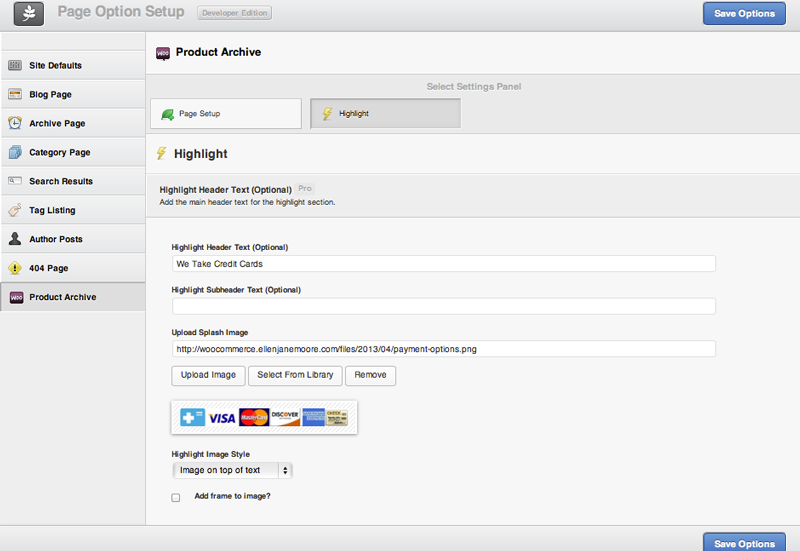 Page Option Setup Developer Edition Save Options
Woo Product Archive
Select Settings Panel
Site Defaults
Blog Page
Archive Page
Category Page
Search Results
Tag Listing
Author Posts
404 Page
Woo Product Archive
Page Setup Highlight
Highlight
Highlight Header Text (Optional) Pro
Add the main header text for the highlight section.
Highlight Header Text (Optional)
We Take Credit Cards
Highlight Subheader Text (Optional)
Upload Splash Image
http://woocommerce.ellenjanemoore.com/files/2013/04/payment-options.png
Upload Image Select From Library Remove
VISA MasterCard DISCOVER
Highlight Image Style
Image on top of text
Add frame to image?
Save Options